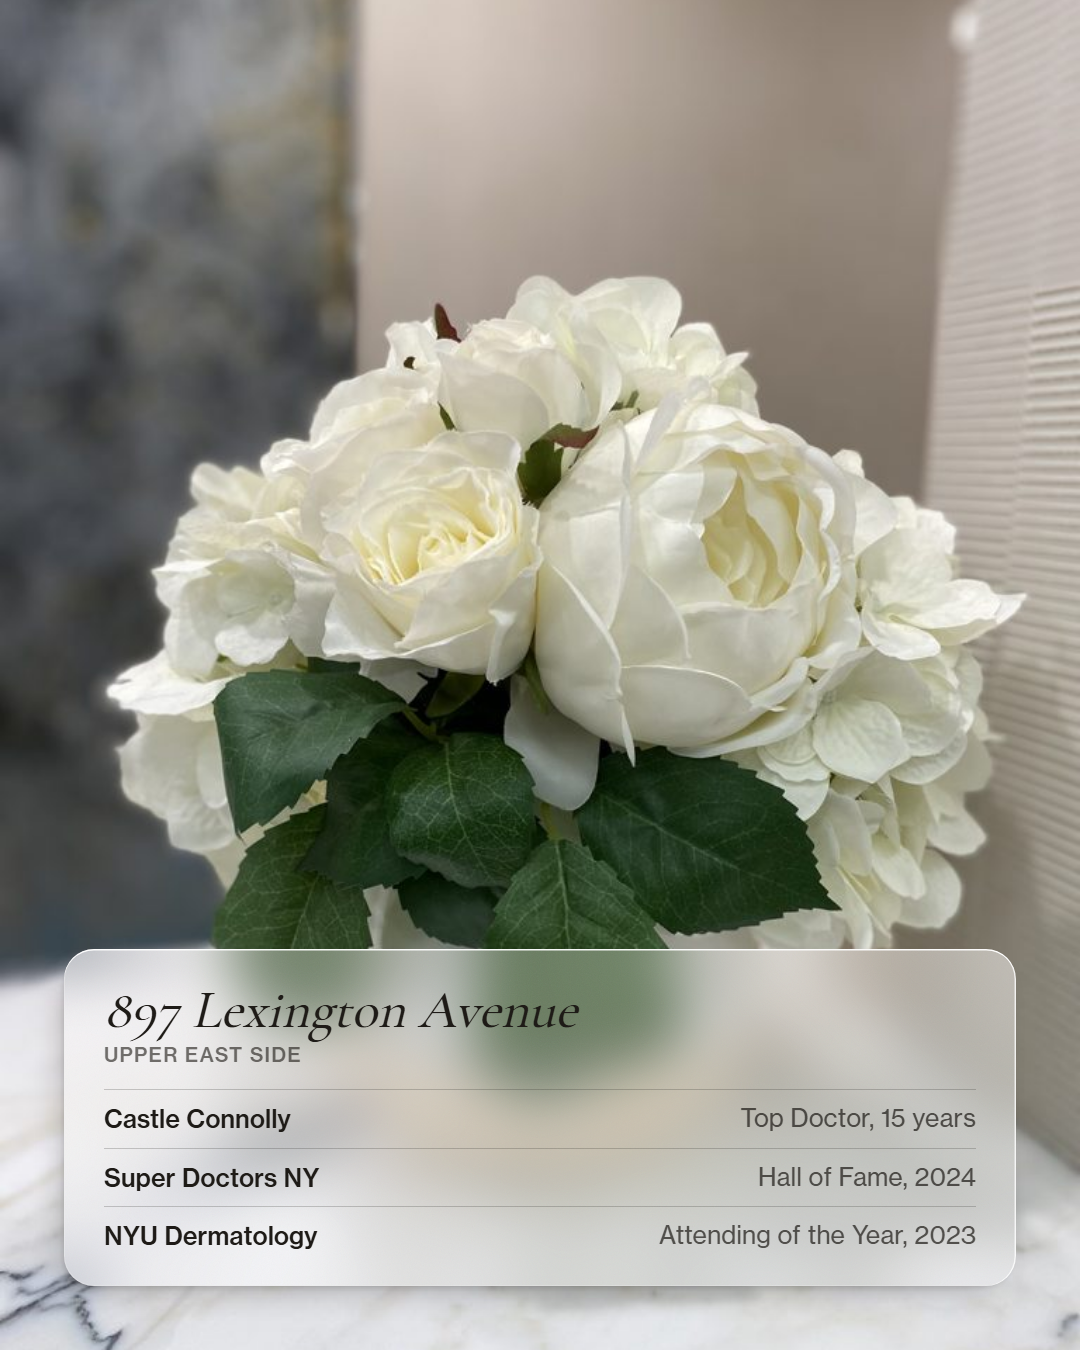 897 Lexington Avenue
UPPER EAST SIDE
Castle Connolly Top Doctor, 15 years
Super Doctors NY Hall of Fame, 2024
NYU Dermatology Attending of the Year, 2023